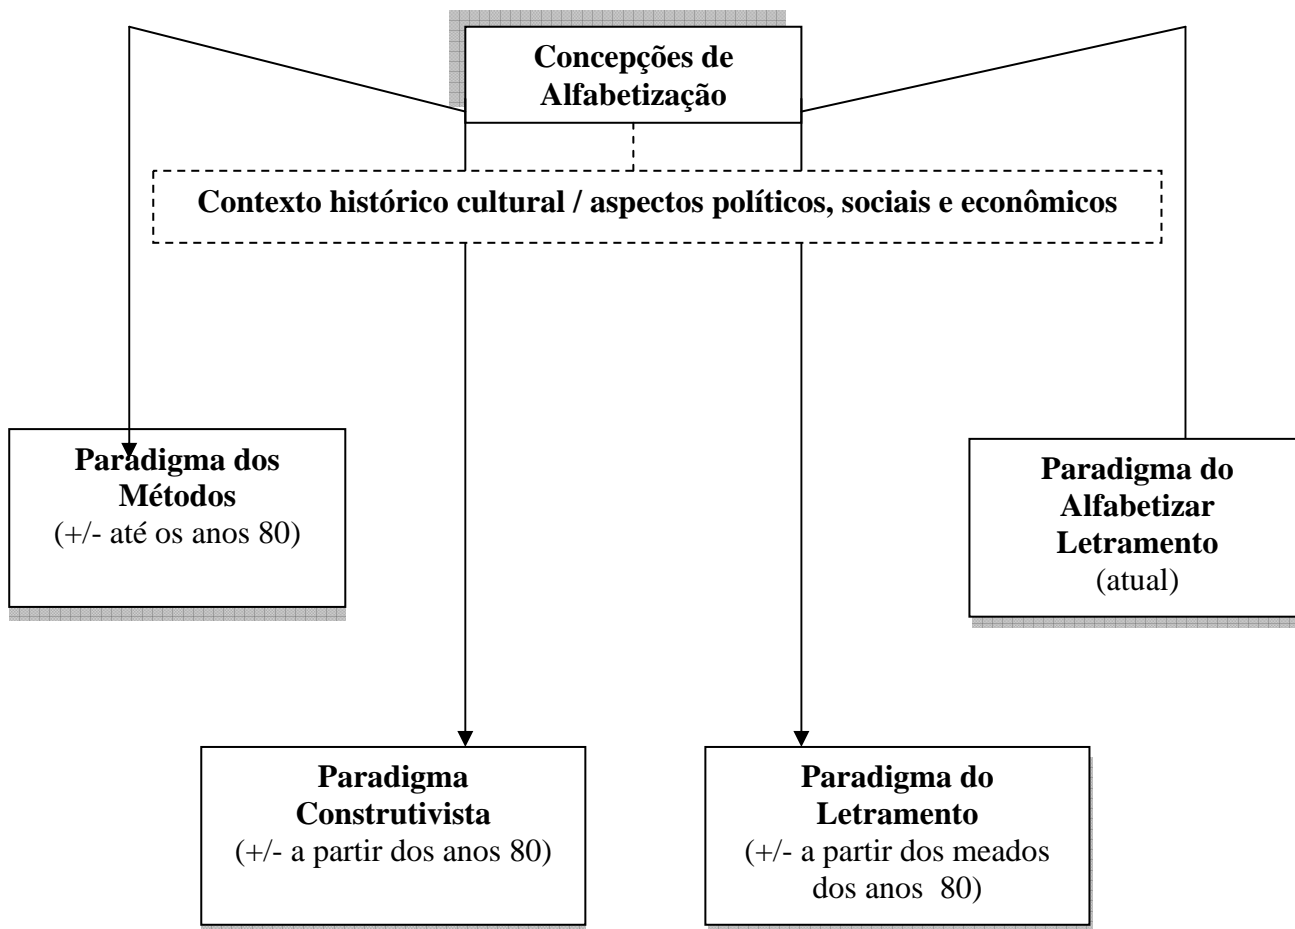 Concepções de
Alfabetização
Contexto histórico cultural / aspectos políticos, sociais e econômicos
Paradigma dos
Métodos
(+/- até os anos 80)
Paradigma do
Alfabetizar
Letramento
(atual)
Paradigma
Construtivista
(+/- a partir dos anos 80)
Paradigma do
Letramento
(+/- a partir dos meados
dos anos  80)